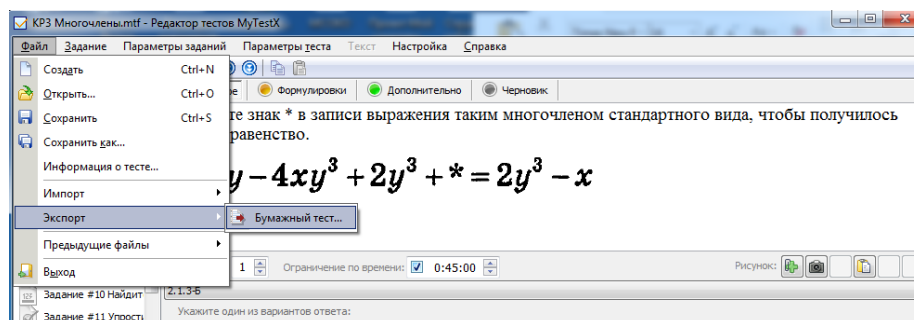 КР3 Многочлены.mtf - Редактор тестов MyTestX
Файл Задание Параметры заданий Параметры теста Текст Настройка Справка
Создать Ctrl+N
Открыть... Ctrl+O
Формулировки Дополнительно Черновик
Сохранить Ctrl+S
те знак * в записи выражения таким многочленом стандартного вида, чтобы получилось
Сохранить как...
равенство.
Информация о тесте...
y − 4xy³ + 2y³ + * = 2y³ − x
Импорт
Экспорт
Бумажный тест...
Предыдущие файлы
Выход
1 Ограничение по времени: 0:45:00 Рисунок:
Задание #10 Найдит
2.1.3-6
Задание #11 Упрости
Укажите один из вариантов ответа: